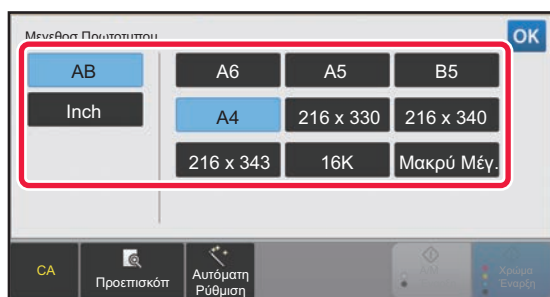 Μεγεθοσ Πρωτοτυπου
OK
AB
A6
A5
B5
Inch
A4
216 x 330
216 x 340
216 x 343
16K
Μακρύ Μέγ.
CA
Προεπισκόπ
Αυτόματη
Ρύθμιση
Χρώμα
Έναρξη